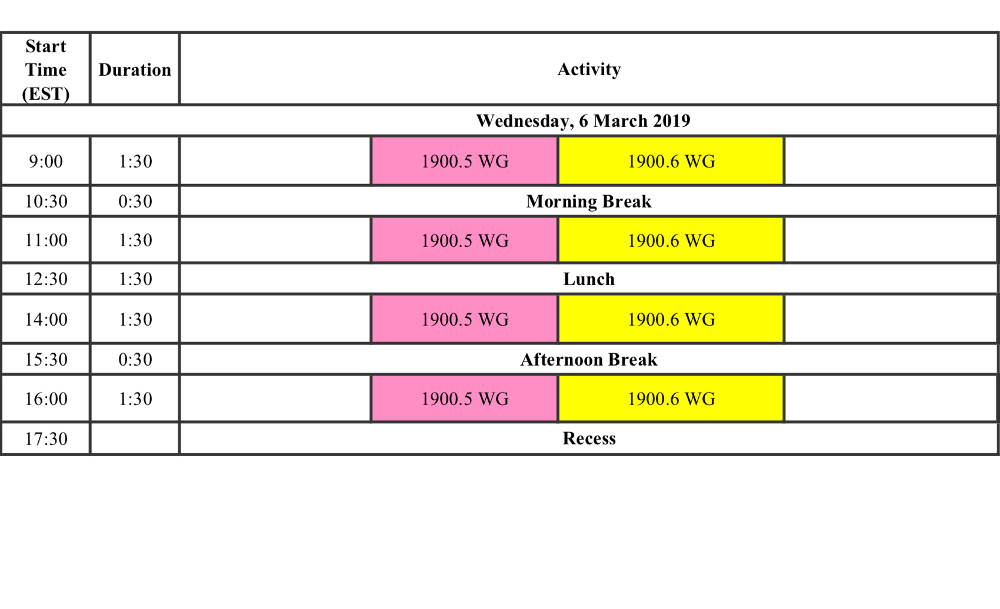 Start
Time
(EST)
Duration
Activity
Wednesday, 6 March 2019
9:00 1:30 1900.5 WG 1900.6 WG
10:30 0:30 Morning Break
11:00 1:30 1900.5 WG 1900.6 WG
12:30 1:30 Lunch
14:00 1:30 1900.5 WG 1900.6 WG
15:30 0:30 Afternoon Break
16:00 1:30 1900.5 WG 1900.6 WG
17:30 Recess